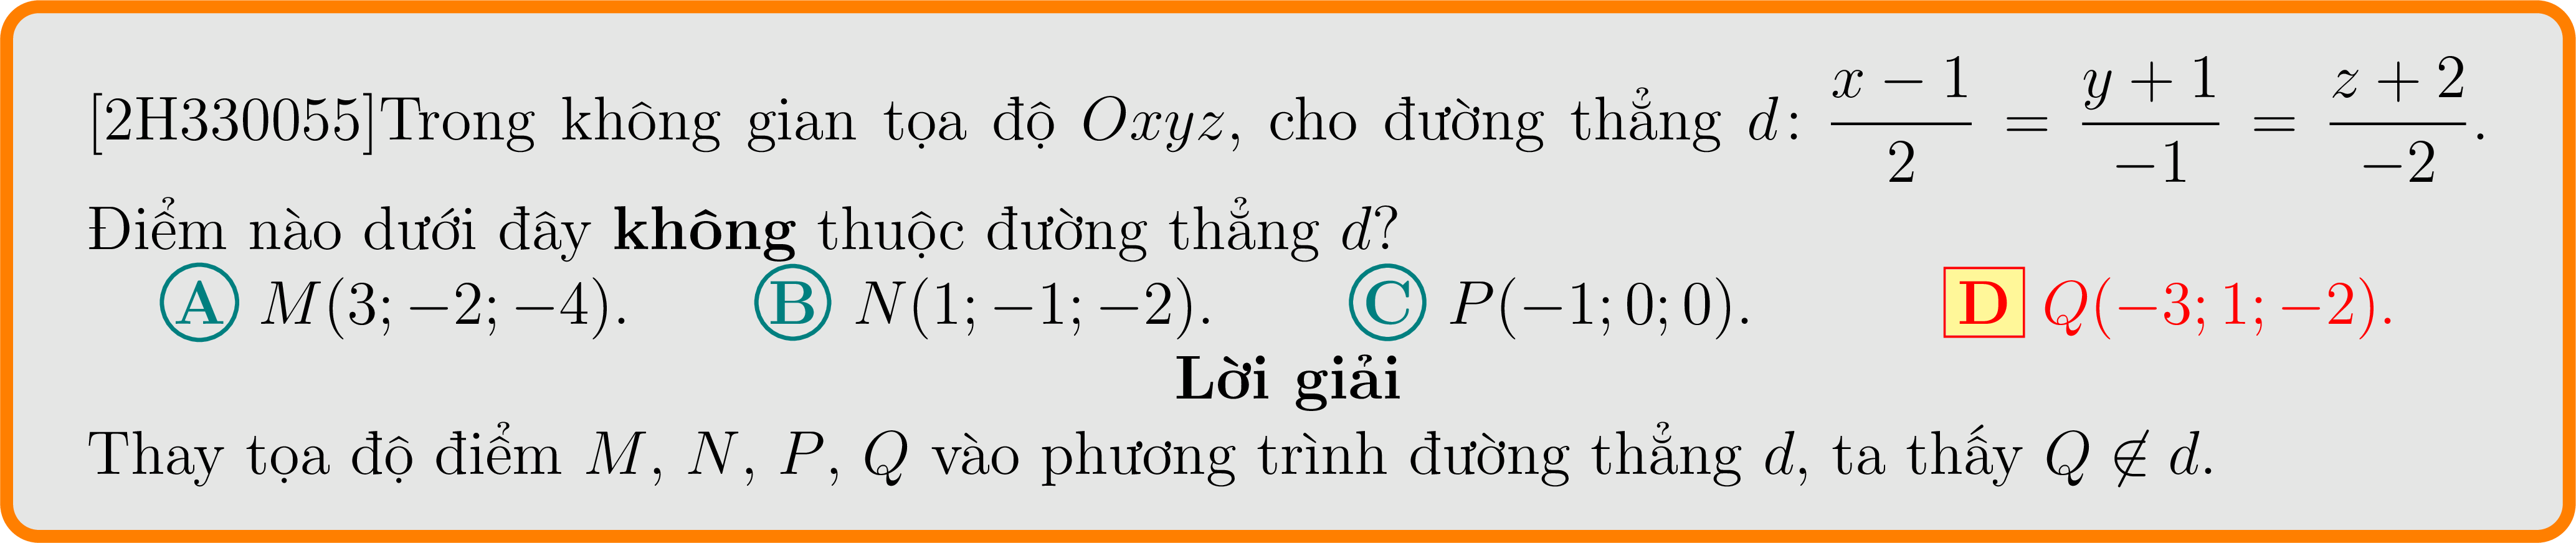 [2H330055]Trong không gian tọa độ Oxyz, cho đường thẳng d: \frac{x − 1}{2} = \frac{y + 1}{−1} = \frac{z + 2}{−2}.
Điểm nào dưới đây không thuộc đường thẳng d?
A M(3; −2; −4). B N(1; −1; −2). C P(−1; 0; 0). D Q(−3; 1; −2).
Lời giải
Thay tọa độ điểm M, N, P, Q vào phương trình đường thẳng d, ta thấy Q ∉ d.